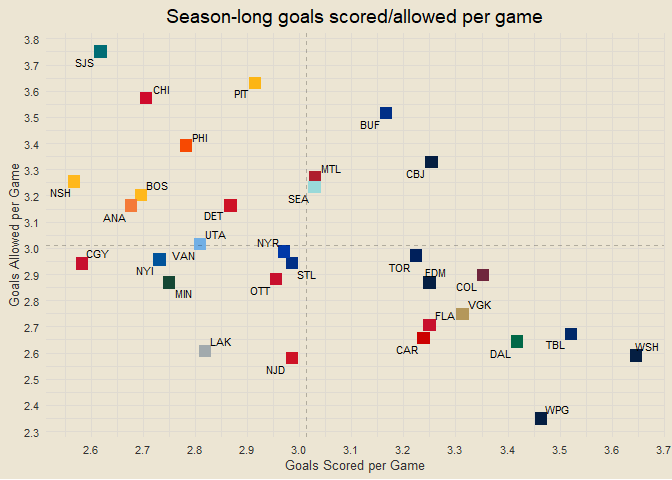 Season-long goals scored/allowed per game
3.8
SJS
3.7
PIT
CHI
3.6
BUF
3.5
PHI
3.4
CBJ
3.3
MTL
NSH
BOS
SEA
3.2
ANA
DET
3.1
UTA
NYR
3.0
CGY
VAN
NYI
STL
TOR
EDM
2.9
MIN
OTT
COL
VGK
2.8
FLA
2.7
LAK
CAR
DAL
TBL
WSH
2.6
NJD
2.5
2.4
WPG
2.3
Goals Allowed per Game
2.6 2.7 2.8 2.9 3.0 3.1 3.2 3.3 3.4 3.5 3.6 3.7
Goals Scored per Game